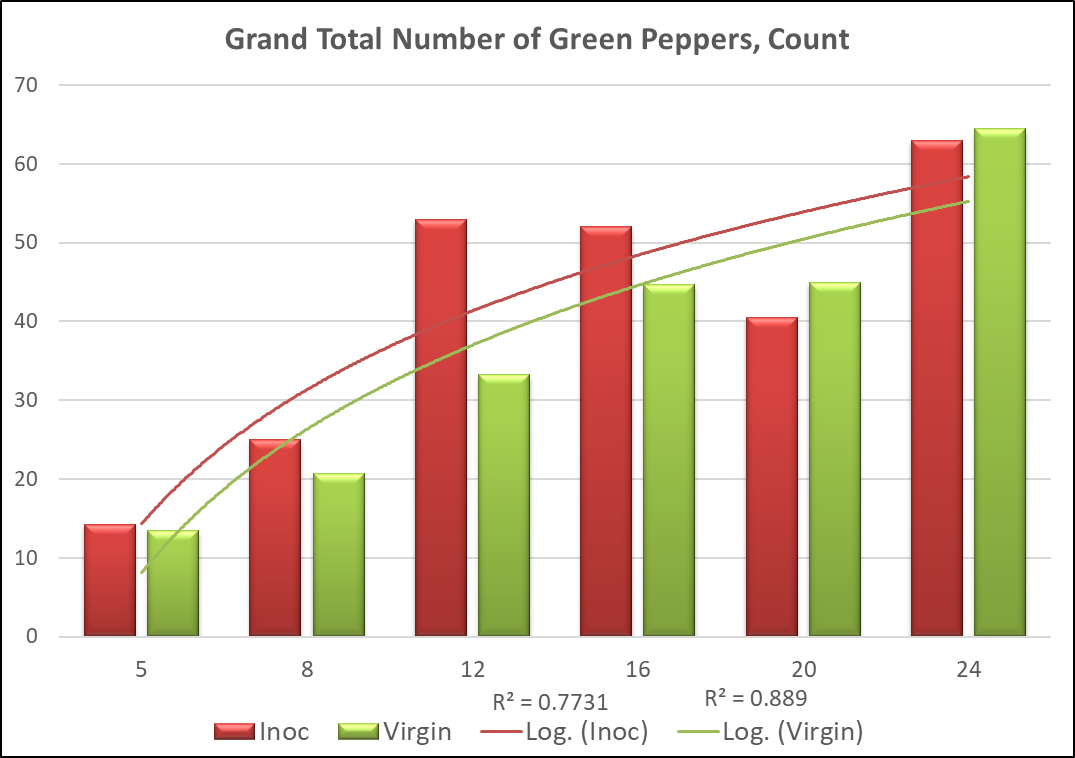 Grand Total Number of Green Peppers, Count
70
60
50
40
30
20
10
0
5 8 12 16 20 24
R² = 0.7731 R² = 0.889
Inoc Virgin Log. (Inoc) Log. (Virgin)